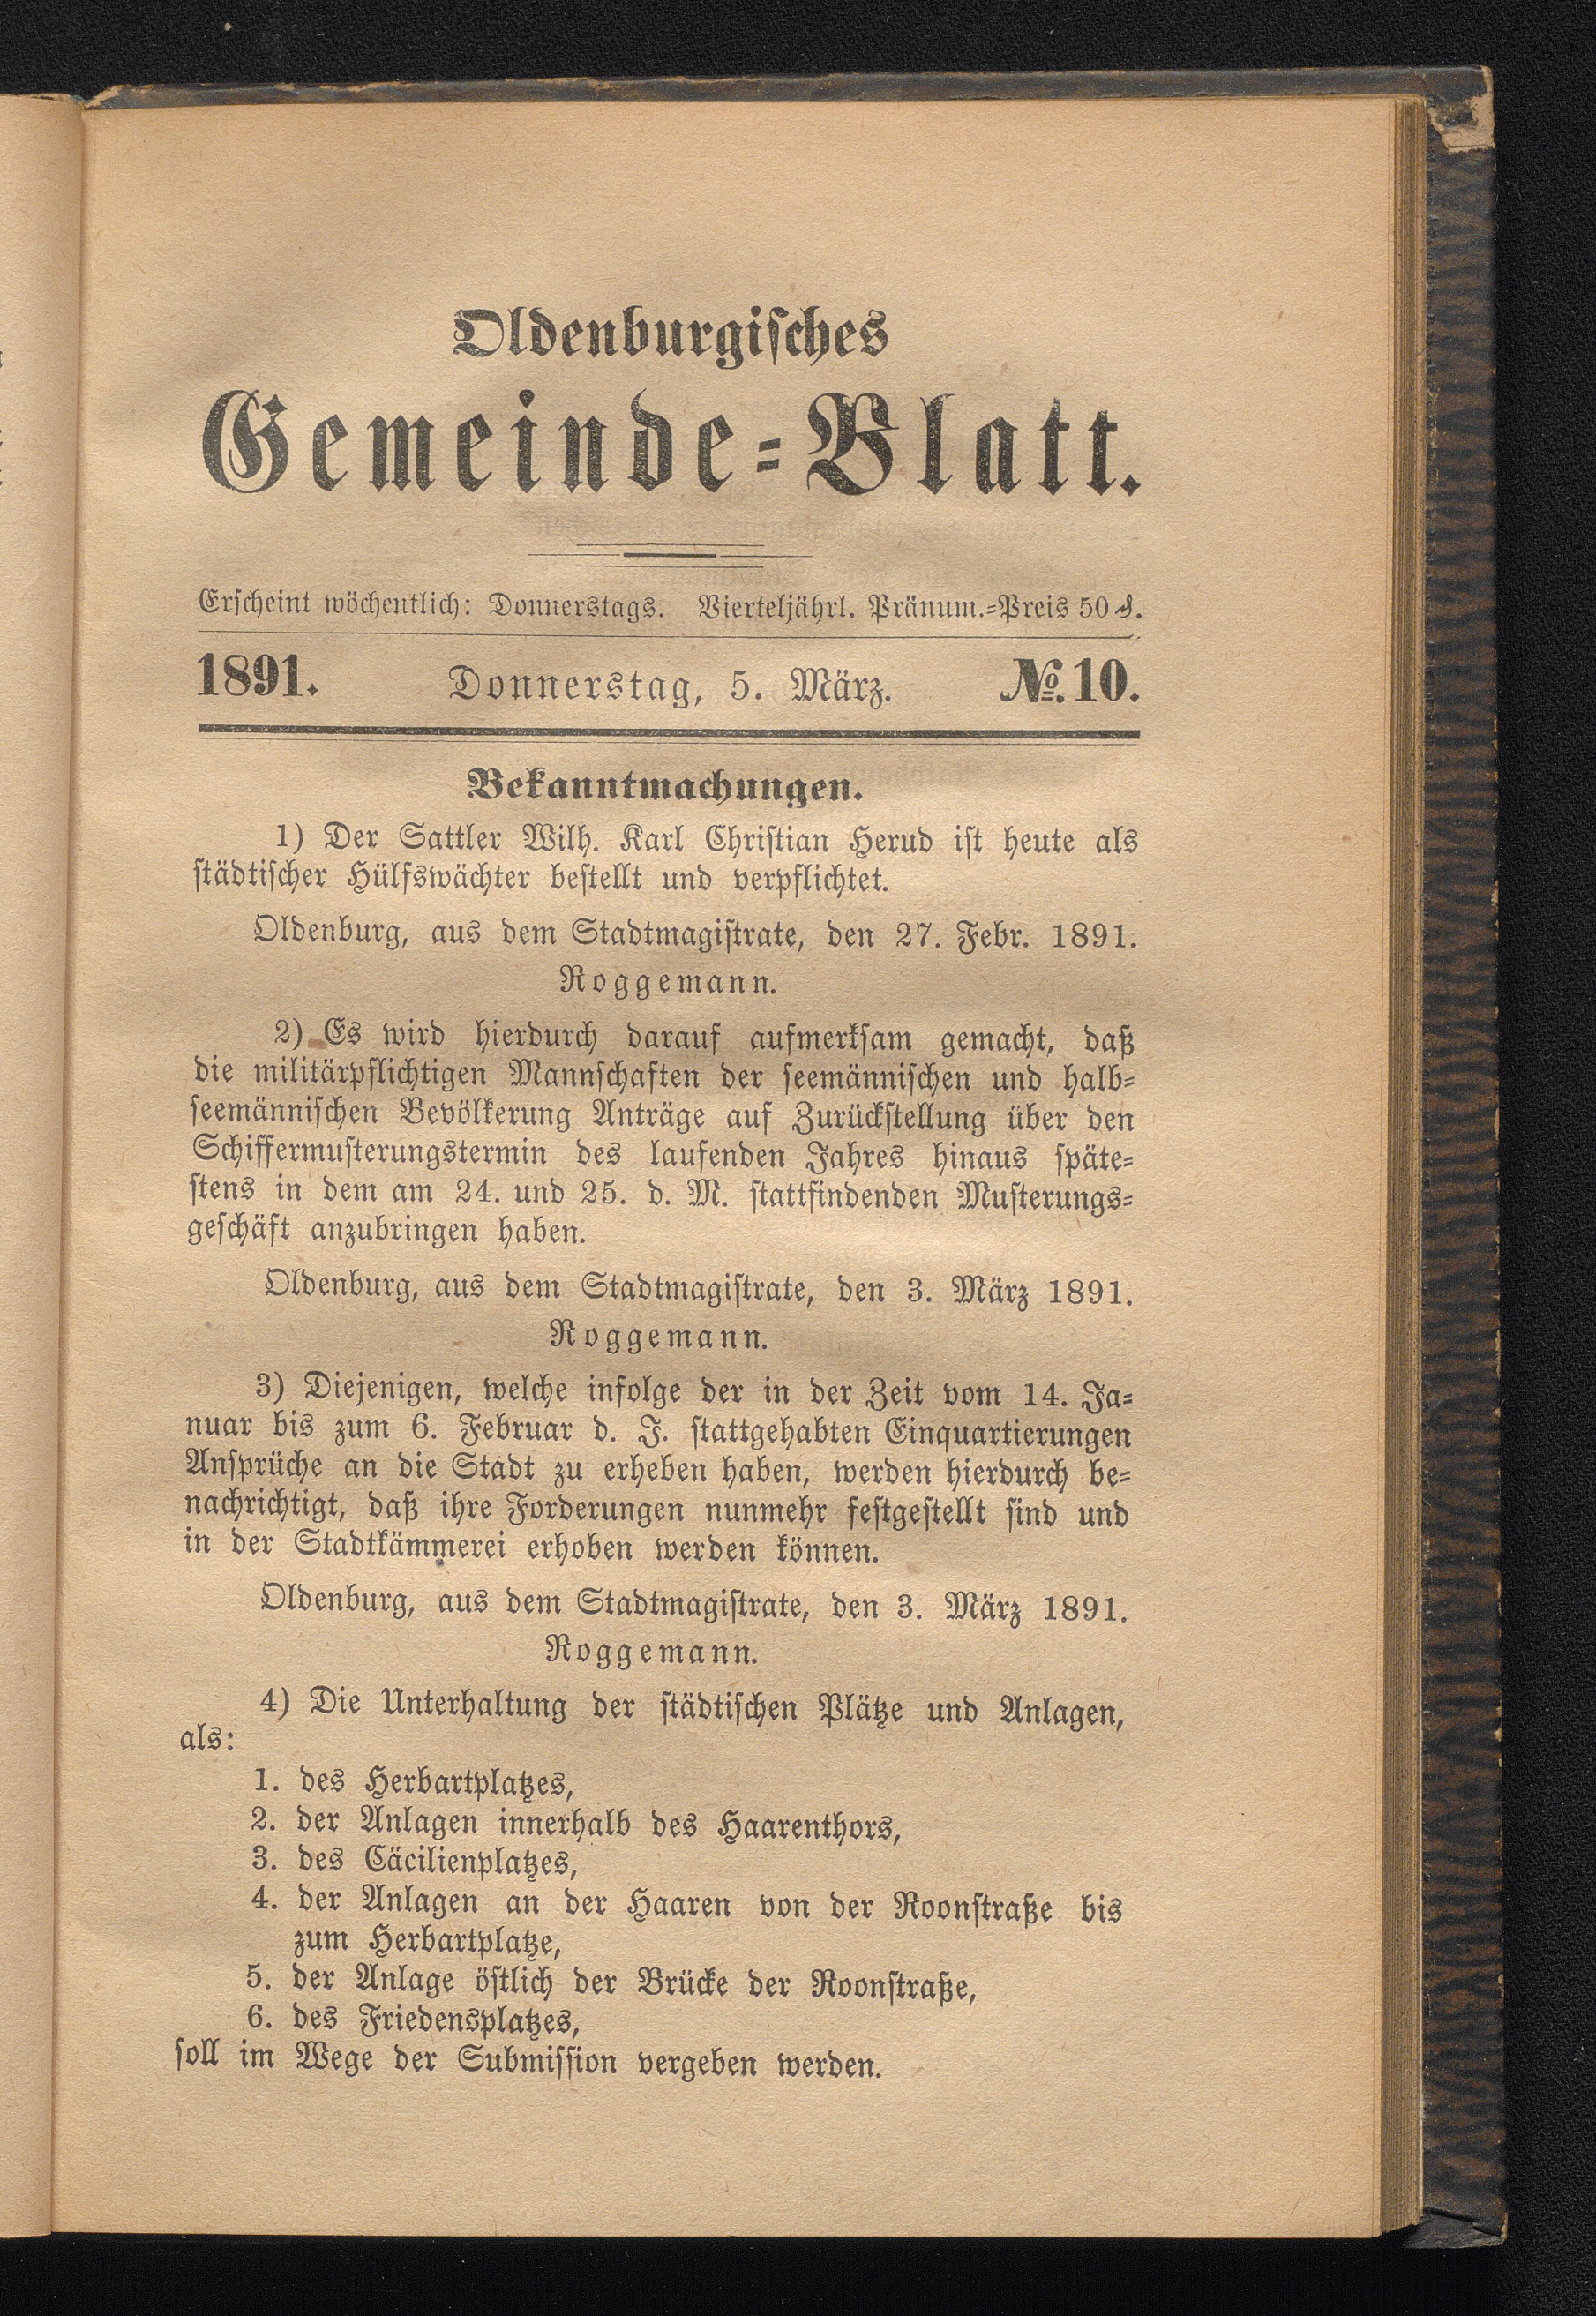 Oldenburgisches
Gemeinde-Blatt.
Erscheint wöchentlich: Donnerstags. Vierteljährl. Pränum.-Preis 50 ₰.
1891. Donnerstag, 5. März. №. 10.
Bekanntmachungen.
1) Der Sattler Wilh. Karl Christian Herud ist heute als
städtischer Hülfswächter bestellt und verpflichtet.
Oldenburg, aus dem Stadtmagistrate, den 27. Febr. 1891.
Roggemann.
2) Es wird hierdurch darauf aufmerksam gemacht, daß
die militärpflichtigen Mannschaften der seemännischen und halb-
seemännischen Bevölkerung Anträge auf Zurückstellung über den
Schiffermusterungstermin des laufenden Jahres hinaus späte-
stens in dem am 24. und 25. d. M. stattfindenden Musterungs-
geschäft anzubringen haben.
Oldenburg, aus dem Stadtmagistrate, den 3. März 1891.
Roggemann.
3) Diejenigen, welche infolge der in der Zeit vom 14. Ja-
nuar bis zum 6. Februar d. J. stattgehabten Einquartierungen
Ansprüche an die Stadt zu erheben haben, werden hierdurch be-
nachrichtigt, daß ihre Forderungen nunmehr festgestellt sind und
in der Stadtkämmerei erhoben werden können.
Oldenburg, aus dem Stadtmagistrate, den 3. März 1891.
Roggemann.
4) Die Unterhaltung der städtischen Plätze und Anlagen,
als:
1. des Herbartplatzes,
2. der Anlagen innerhalb des Haarenthors,
3. des Cäcilienplatzes,
4. der Anlagen an der Haaren von der Roonstraße bis
zum Herbartplatze,
5. der Anlage östlich der Brücke der Roonstraße,
6. des Friedensplatzes,
soll im Wege der Submission vergeben werden.